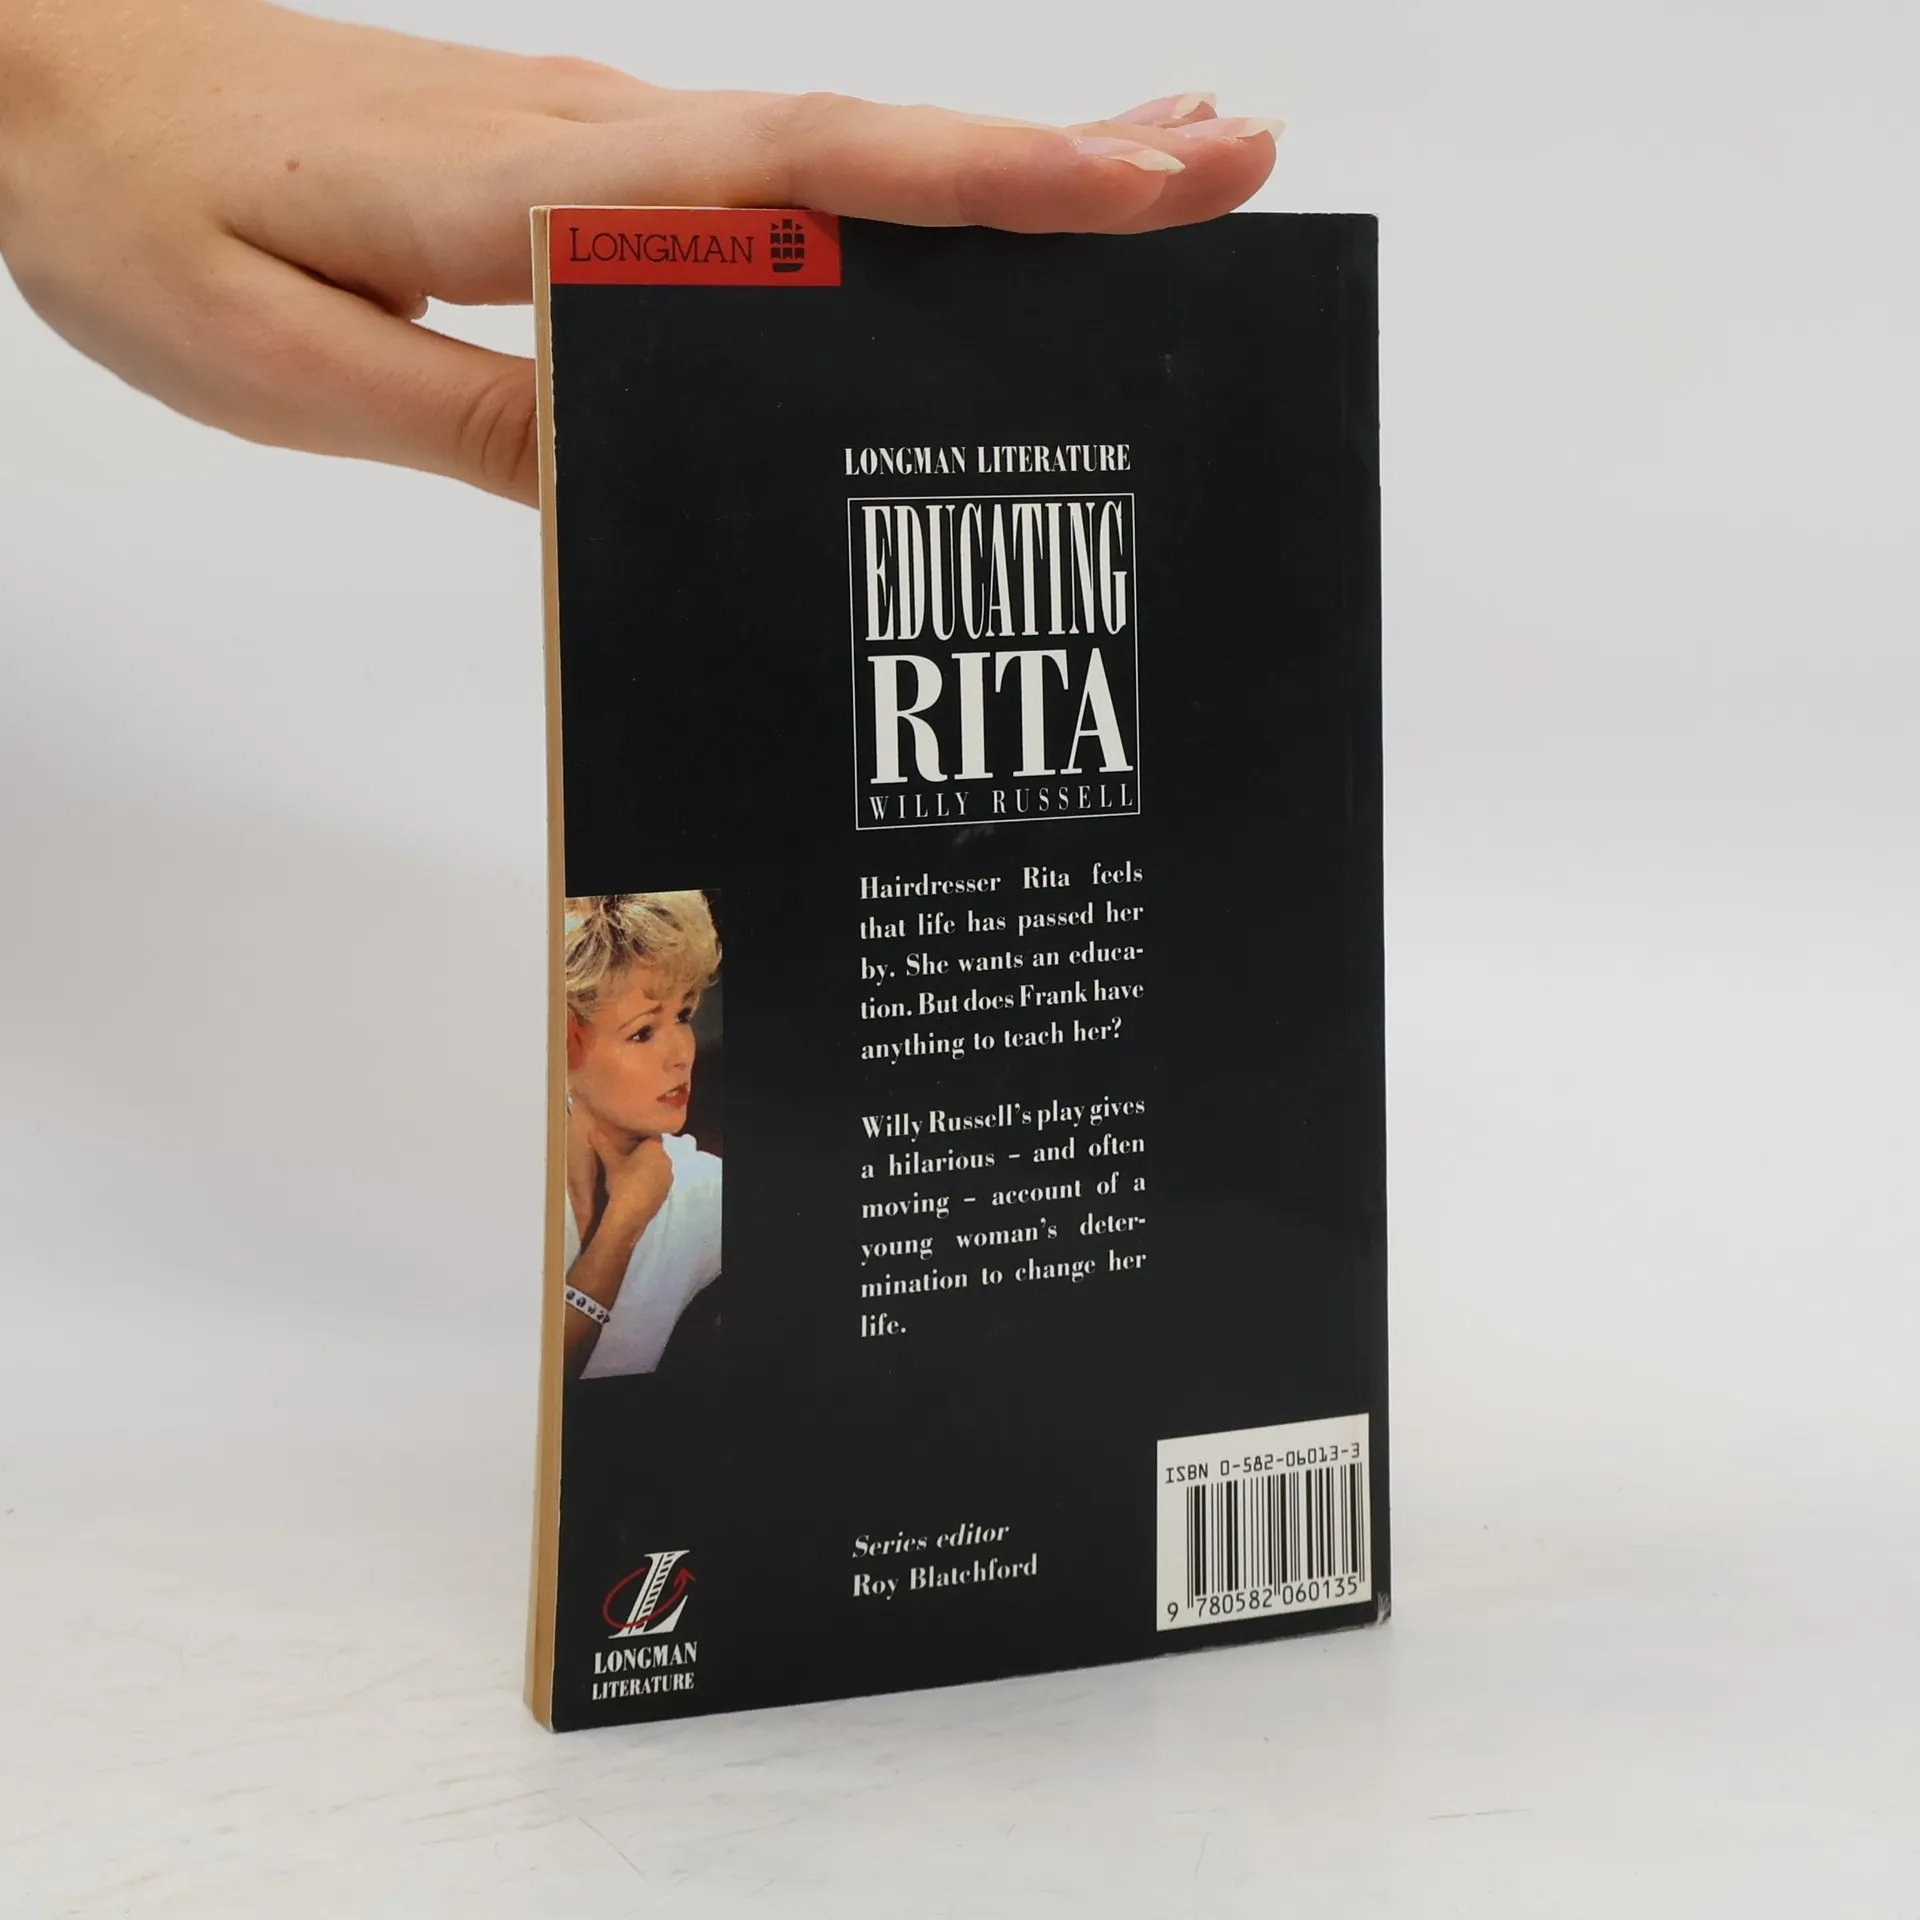 LONGMAN
LONGMAN LITERATURE
EDUCATING
RITA
WILLY RUSSELL
Hairdresser Rita feels
that life has passed her
by. She wants an educa-
tion. But does Frank have
anything to teach her?
Willy Russell's play gives
a hilarious – and often
moving – account of a
young woman's deter-
mination to change her
life.
Series editor
Roy Blatchford
L
LONGMAN
LITERATURE
ISBN 0-582-06013-3
9 780582 060135